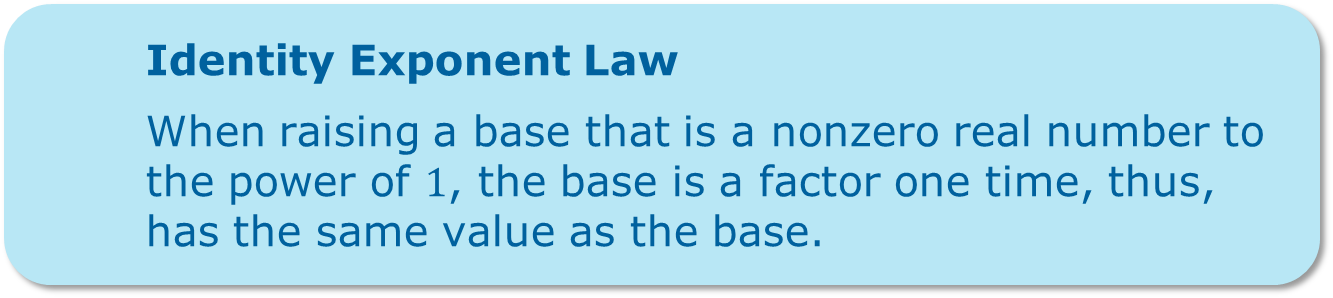 Identity Exponent Law
When raising a base that is a nonzero real number to
the power of 1, the base is a factor one time, thus,
has the same value as the base.